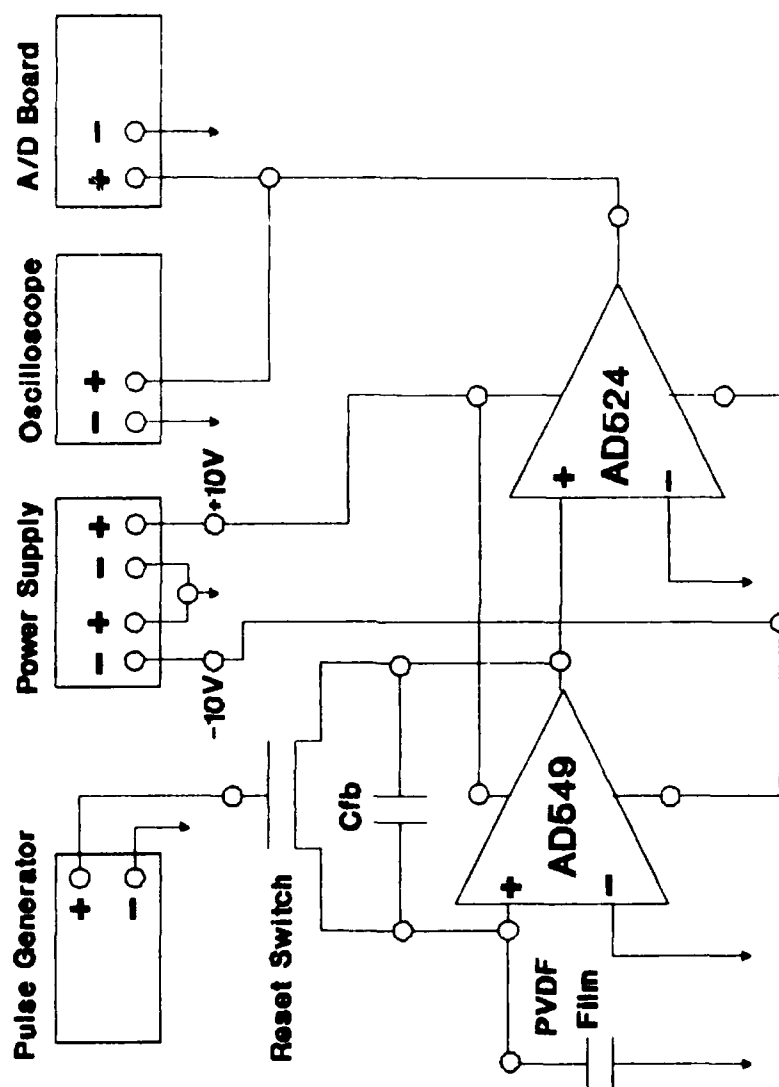 Pulse Generator
+
−
Power Supply
−
+
−
+
Oscilloscope
−
+
A/D Board
+
−
−10V
+10V
Reset Switch
Cfb
PVDF
Film
+
−
AD549
+
−
AD524